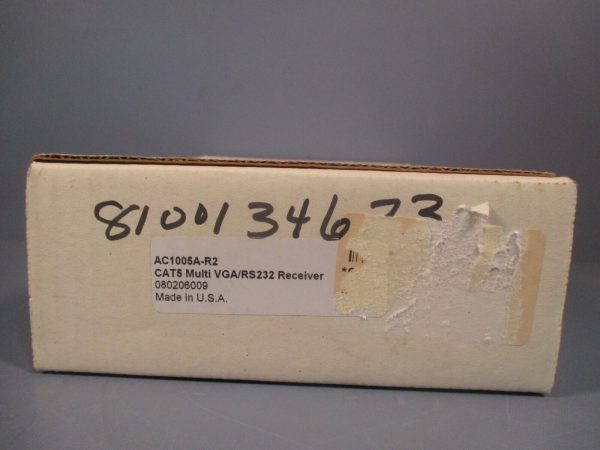 8100134673
AC1005A-R2
CAT5 Multi VGA/RS232 Receiver
080206009
Made in U.S.A.